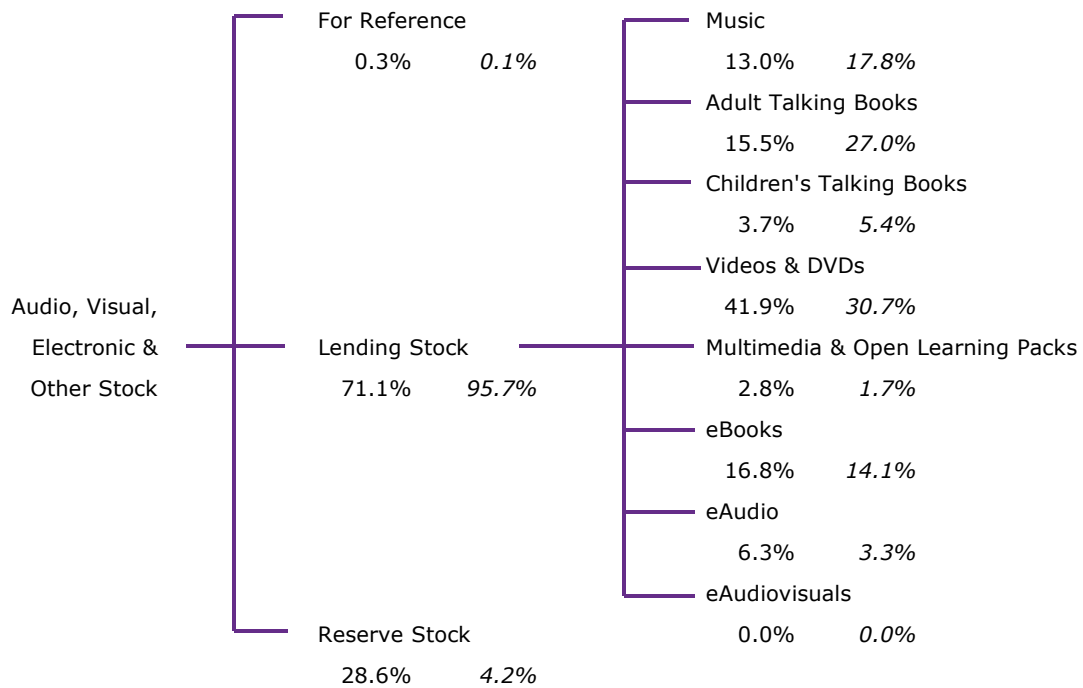 For Reference
0.3% 0.1%
Music
13.0% 17.8%
Adult Talking Books
15.5% 27.0%
Children's Talking Books
3.7% 5.4%
Videos & DVDs
41.9% 30.7%
Audio, Visual,
Electronic &
Other Stock
Lending Stock
71.1% 95.7%
Multimedia & Open Learning Packs
2.8% 1.7%
eBooks
16.8% 14.1%
eAudio
6.3% 3.3%
eAudiovisuals
0.0% 0.0%
Reserve Stock
28.6% 4.2%